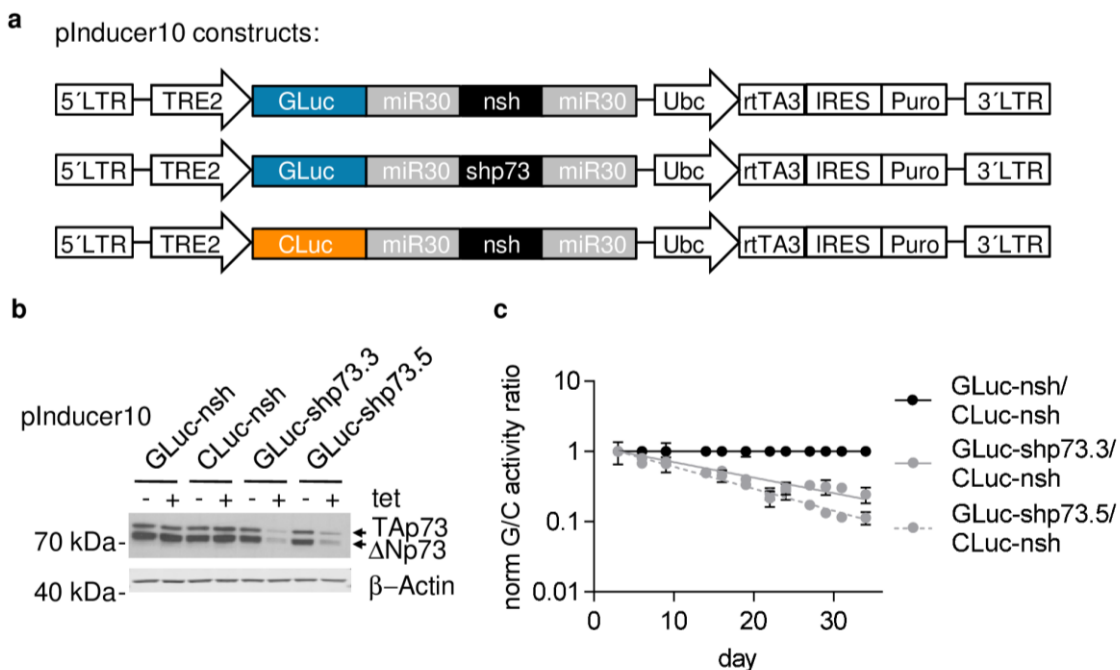 a
pInducer10 constructs:
5´LTR TRE2 GLuc miR30 nsh miR30 Ubc rtTA3 IRES Puro 3´LTR
5´LTR TRE2 GLuc miR30 shp73 miR30 Ubc rtTA3 IRES Puro 3´LTR
5´LTR TRE2 CLuc miR30 nsh miR30 Ubc rtTA3 IRES Puro 3´LTR
b
pInducer10
GLuc-nsh
CLuc-nsh
GLuc-shp73.3
GLuc-shp73.5
- + - + - + - + tet
70 kDa-
TAp73
ΔNp73
40 kDa-
β-Actin
c
norm G/C activity ratio
10
1
0.1
0.01
0 10 20 30
day
GLuc-nsh/
CLuc-nsh
GLuc-shp73.3/
CLuc-nsh
GLuc-shp73.5/
CLuc-nsh